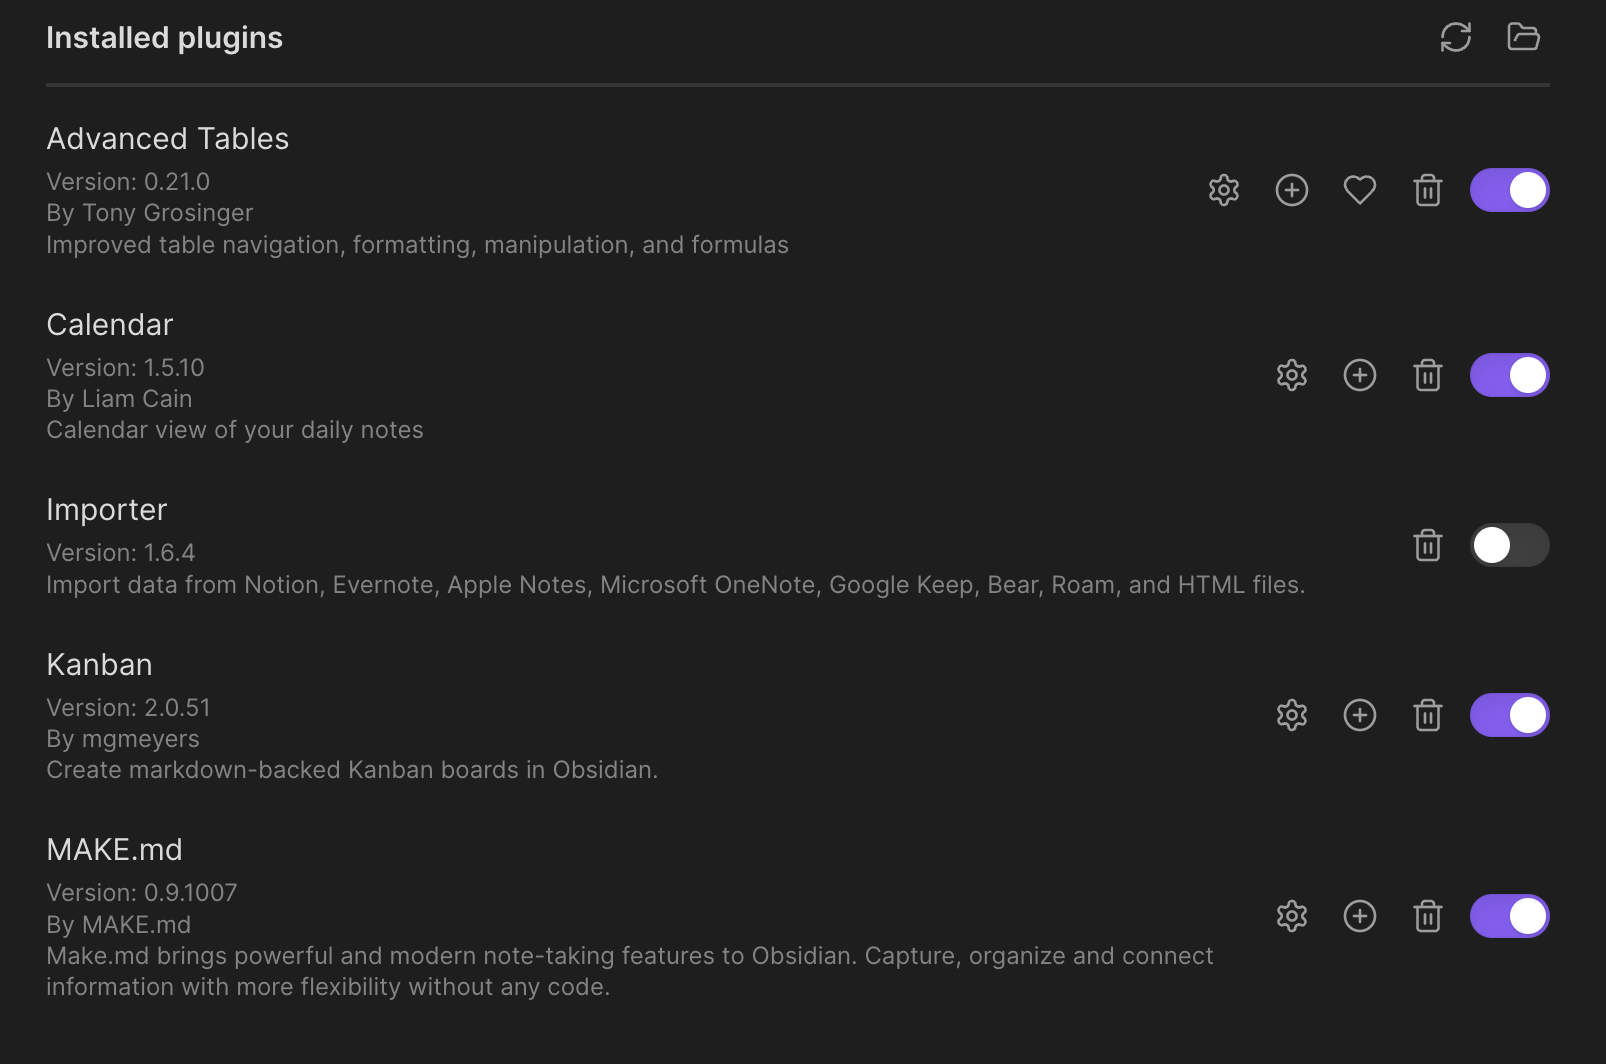 Installed plugins
Advanced Tables
Version: 0.21.0
By Tony Grosinger
Improved table navigation, formatting, manipulation, and formulas
Calendar
Version: 1.5.10
By Liam Cain
Calendar view of your daily notes
Importer
Version: 1.6.4
Import data from Notion, Evernote, Apple Notes, Microsoft OneNote, Google Keep, Bear, Roam, and HTML files.
Kanban
Version: 2.0.51
By mgmeyers
Create markdown-backed Kanban boards in Obsidian.
MAKE.md
Version: 0.9.1007
By MAKE.md
Make.md brings powerful and modern note-taking features to Obsidian. Capture, organize and connect
information with more flexibility without any code.